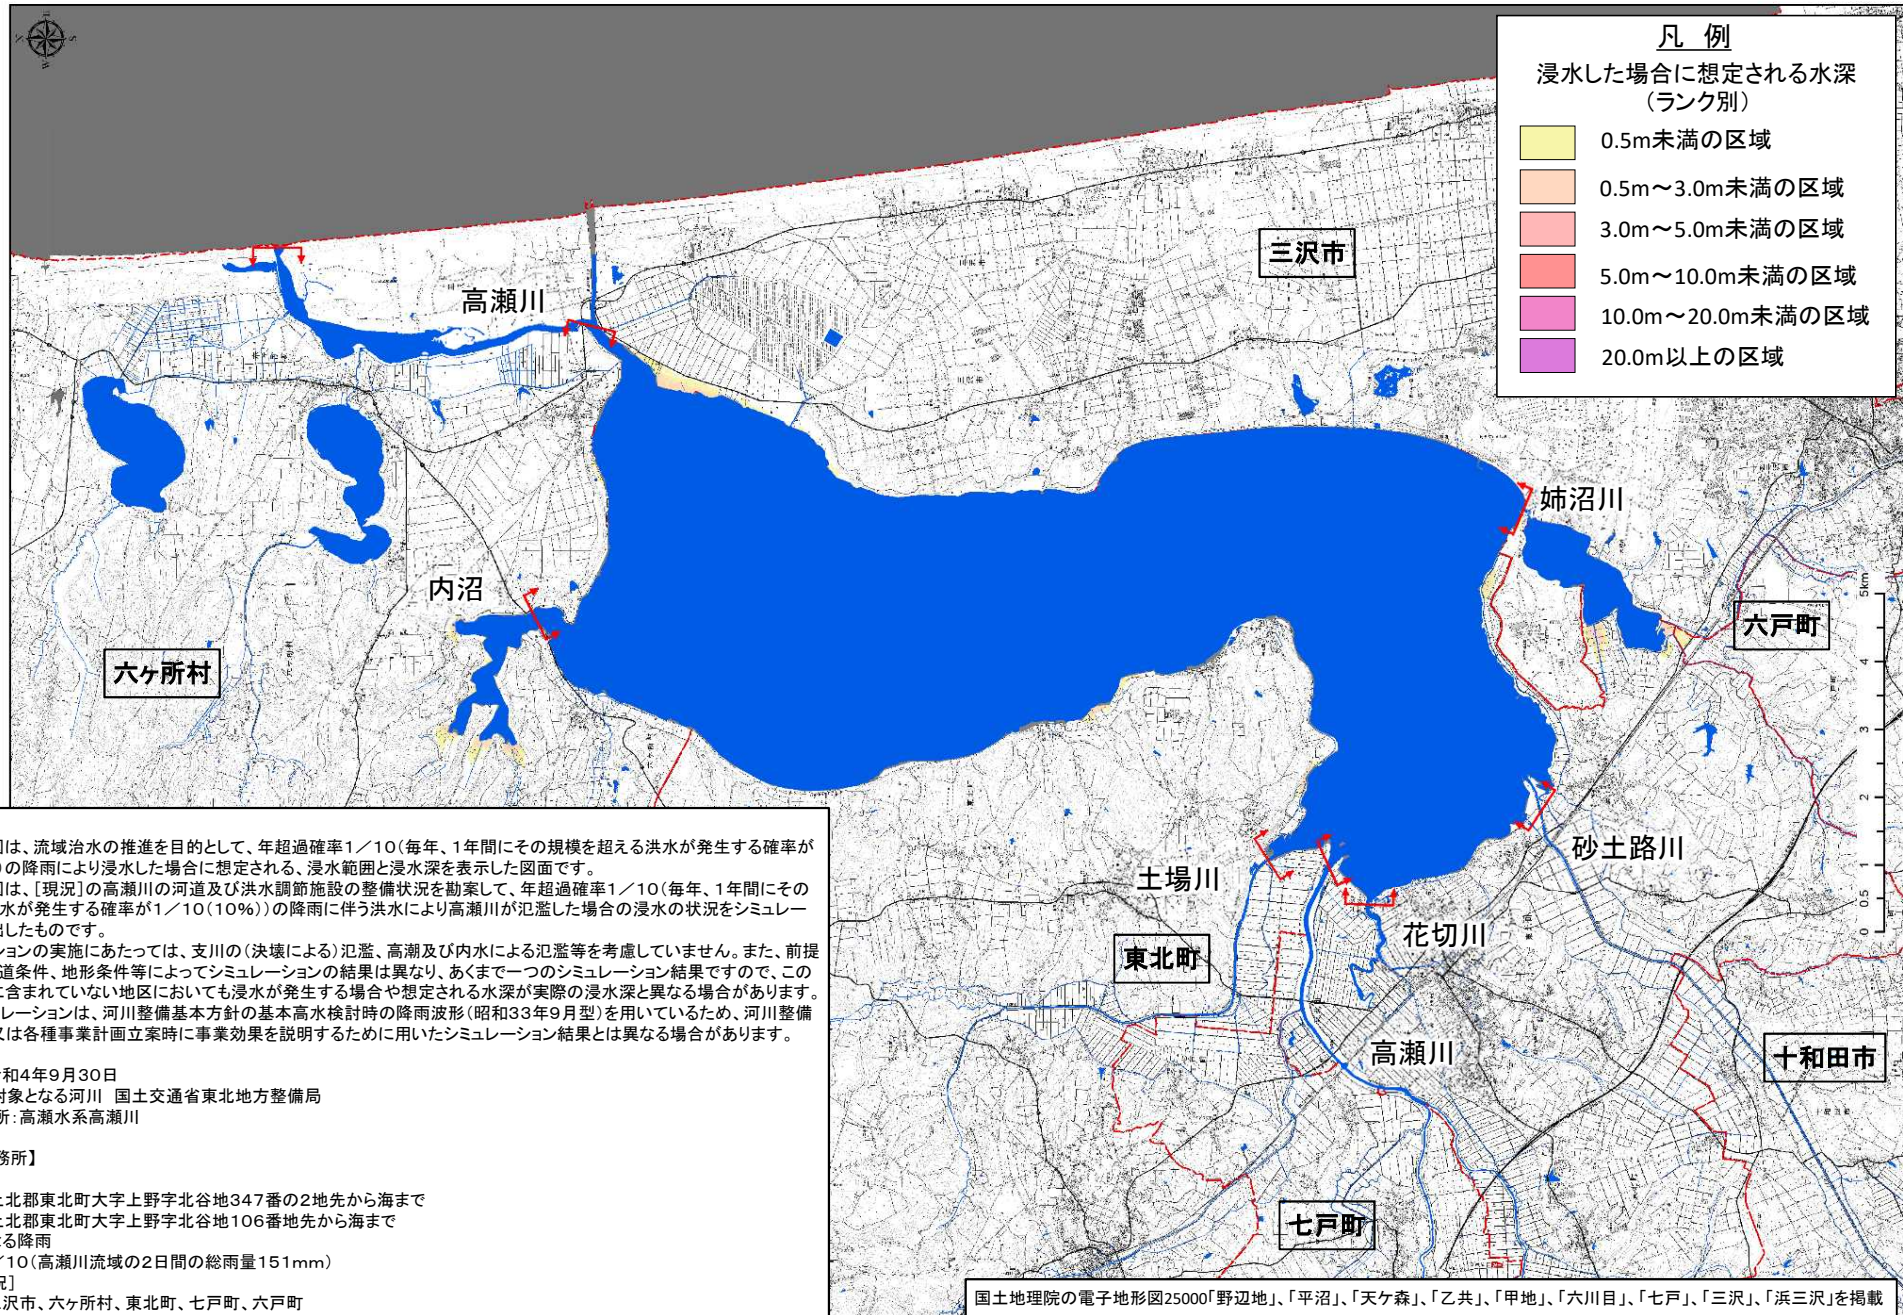 凡 例
浸水した場合に想定される水深
(ランク別)
0.5m未満の区域
0.5m～3.0m未満の区域
3.0m～5.0m未満の区域
5.0m～10.0m未満の区域
10.0m～20.0m未満の区域
20.0m以上の区域
三沢市
高瀬川
姉沼川
内沼
六戸町
六ヶ所村
砂土路川
土場川
花切川
東北町
高瀬川
十和田市
七戸町
5km
4
3
2
1
0.5
0
は、流域治水の推進を目的として、年超過確率1／10(毎年、1年間にその規模を超える洪水が発生する確率が
の降雨により浸水した場合に想定される、浸水範囲と浸水深を表示した図面です。
は、[現況]の高瀬川の河道及び洪水調節施設の整備状況を勘案して、年超過確率1／10(毎年、1年間にその
水が発生する確率が1／10(10%))の降雨に伴う洪水により高瀬川が氾濫した場合の浸水の状況をシミュレー
出したものです。
ションの実施にあたっては、支川の(決壊による)氾濫、高潮及び内水による氾濫等を考慮していません。また、前提
道条件、地形条件等によってシミュレーションの結果は異なり、あくまで一つのシミュレーション結果ですので、この
に含まれていない地区においても浸水が発生する場合や想定される水深が実際の浸水深と異なる場合があります。
レーションは、河川整備基本方針の基本高水検討時の降雨波形(昭和33年9月型)を用いているため、河川整備
又は各種事業計画立案時に事業効果を説明するために用いたシミュレーション結果とは異なる場合があります。
和4年9月30日
対象となる河川 国土交通省東北地方整備局
所:高瀬水系高瀬川
務所】
上北郡東北町大字上野字北谷地347番の2地先から海まで
上北郡東北町大字上野字北谷地106番地先から海まで
る降雨
／10(高瀬川流域の2日間の総雨量151mm)
況]
沢市、六ヶ所村、東北町、七戸町、六戸町
国土地理院の電子地形図25000「野辺地」、「平沼」、「天ケ森」、「乙共」、「甲地」、「六川目」、「七戸」、「三沢」、「浜三沢」を掲載